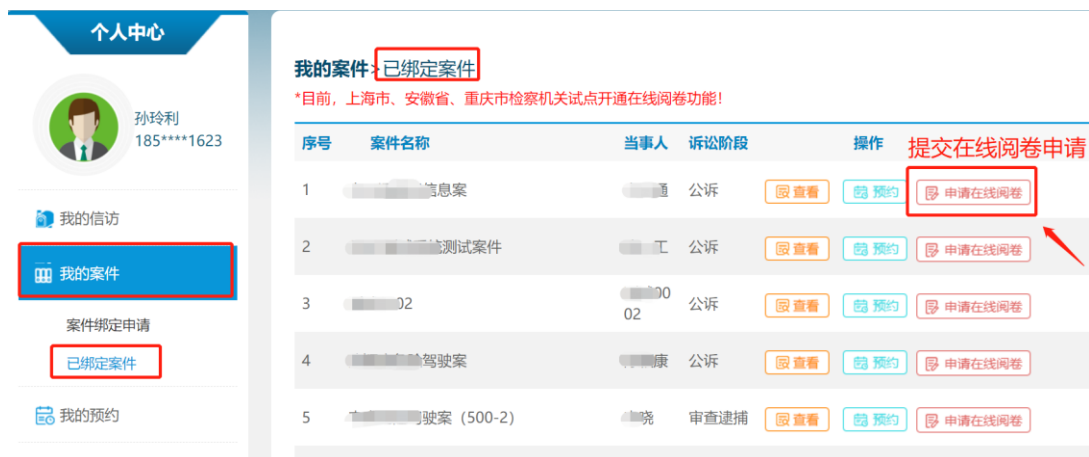 个人中心
孙玲利
185****1623
我的信访
我的案件
案件绑定申请
已绑定案件
我的预约
我的案件>已绑定案件
*目前，上海市、安徽省、重庆市检察机关试点开通在线阅卷功能！
提交在线阅卷申请
序号 案件名称 当事人 诉讼阶段 操作
1 信息案 通 公诉 查看 预约 申请在线阅卷
2 测试案件 工 公诉 查看 预约 申请在线阅卷
3 02 00 公诉 查看 预约 申请在线阅卷
02
4 驾驶案 康 公诉 查看 预约 申请在线阅卷
5 驶案（500-2） 晓 审查逮捕 查看 预约 申请在线阅卷